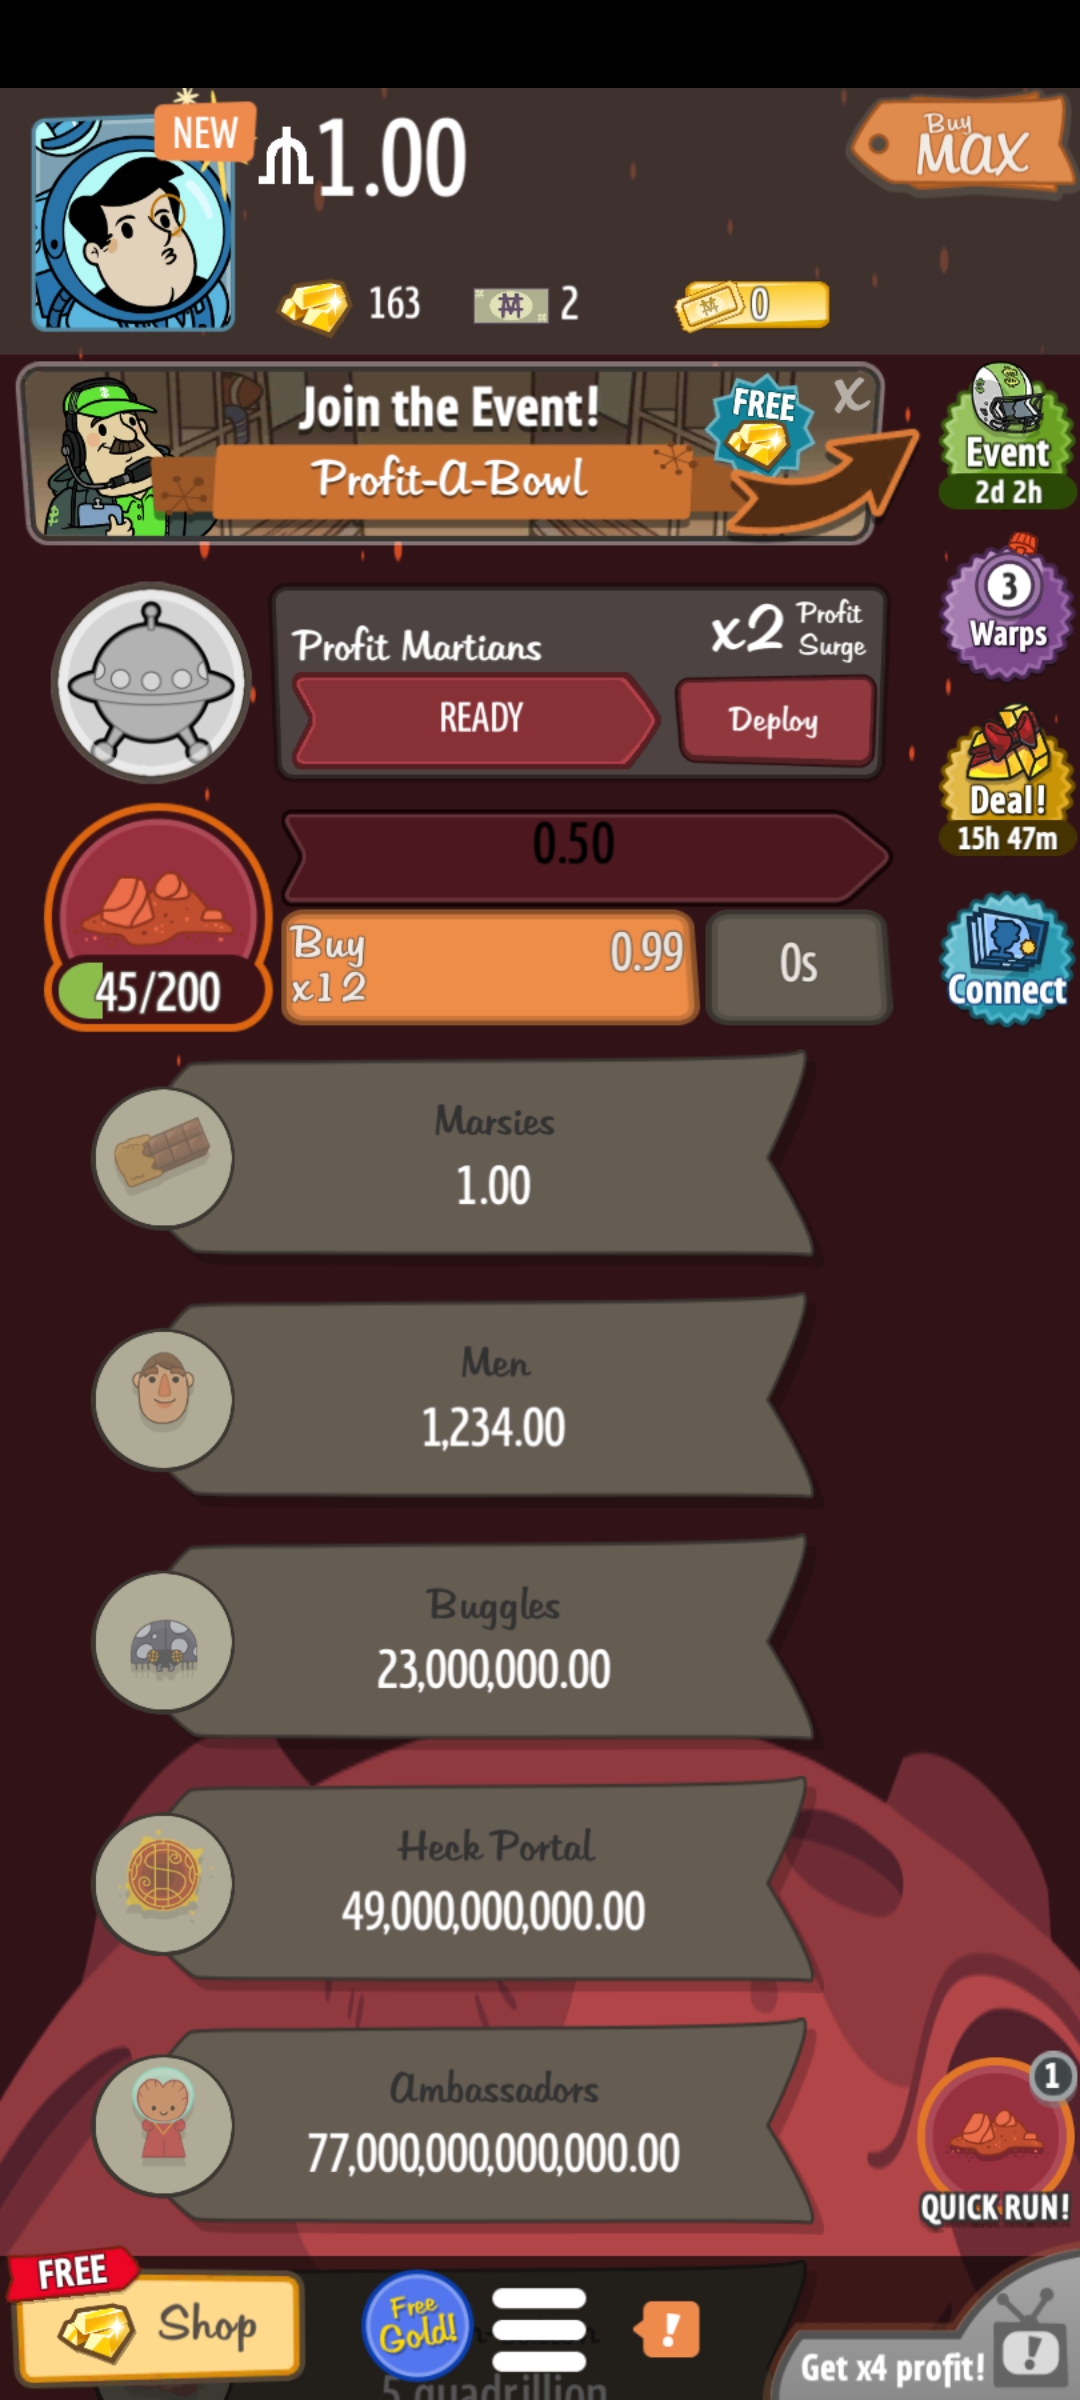 NEW
1.00
Buy
MAX
163
2
0
Join the Event!
FREE
X
Profit-A-Bowl
Event
2d 2h
3
Warps
Profit Martians
x2 Profit
Surge
READY
Deploy
Deal!
15h 47m
0.50
45/200
Buy
x12
0.99
0s
Connect
Marsies
1.00
Men
1,234.00
Buggles
23,000,000.00
Heck Portal
49,000,000,000.00
Ambassadors
77,000,000,000,000.00
1
QUICK RUN!
FREE
Shop
Free
Gold!
!
Get x4 profit!
!
5 quadrillion